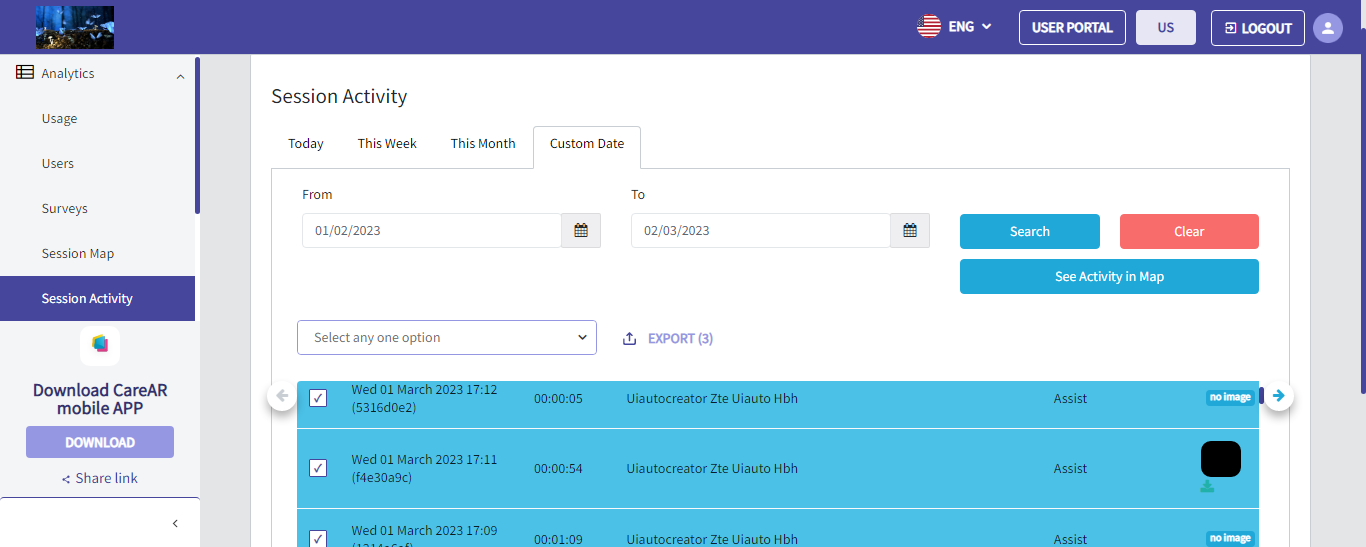 ENG
USER PORTAL
US
LOGOUT
Analytics
Usage
Users
Surveys
Session Map
Session Activity
Download CareAR
mobile APP
DOWNLOAD
Share link
Session Activity
Today This Week This Month Custom Date
From To
01/02/2023 02/03/2023 Search Clear
See Activity in Map
Select any one option EXPORT (3)
Wed 01 March 2023 17:12
(5316d0e2) 00:00:05 Uiautocreator Zte Uiauto Hbh Assist no image
Wed 01 March 2023 17:11
(f4e30a9c) 00:00:54 Uiautocreator Zte Uiauto Hbh Assist
Wed 01 March 2023 17:09
00:01:09 Uiautocreator Zte Uiauto Hbh Assist no image